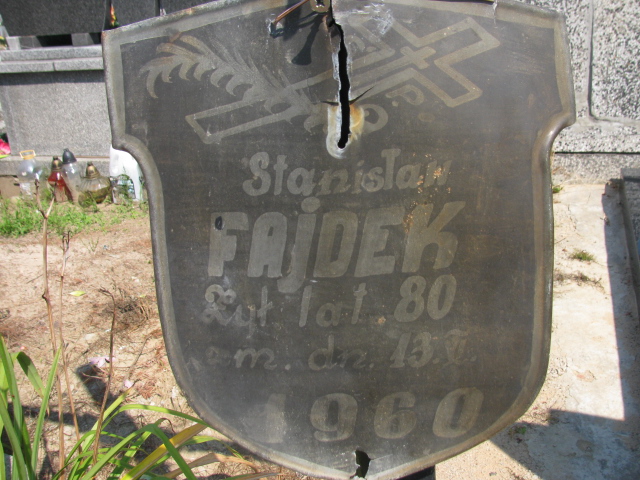 Stanisław
FAjDEK
Żył. lat. 80
zm. dn. 13.
1960